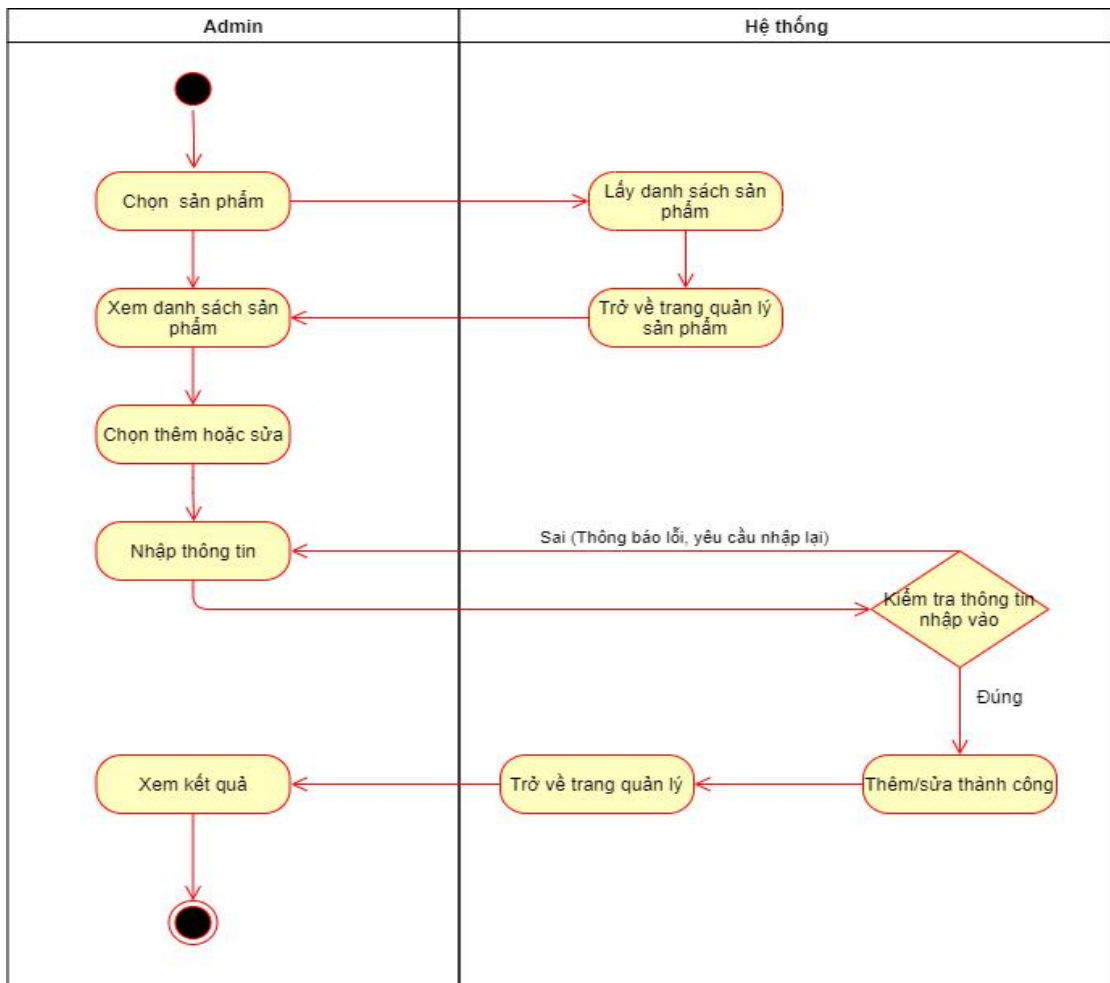 Admin
Hệ thống
Chọn sản phẩm
Lấy danh sách sản
phẩm
Xem danh sách sản
phẩm
Trở về trang quản lý
sản phẩm
Chọn thêm hoặc sửa
Nhập thông tin
Sai (Thông báo lỗi, yêu cầu nhập lại)
Kiểm tra thông tin
nhập vào
Đúng
Xem kết quả
Trở về trang quản lý
Thêm/sửa thành công